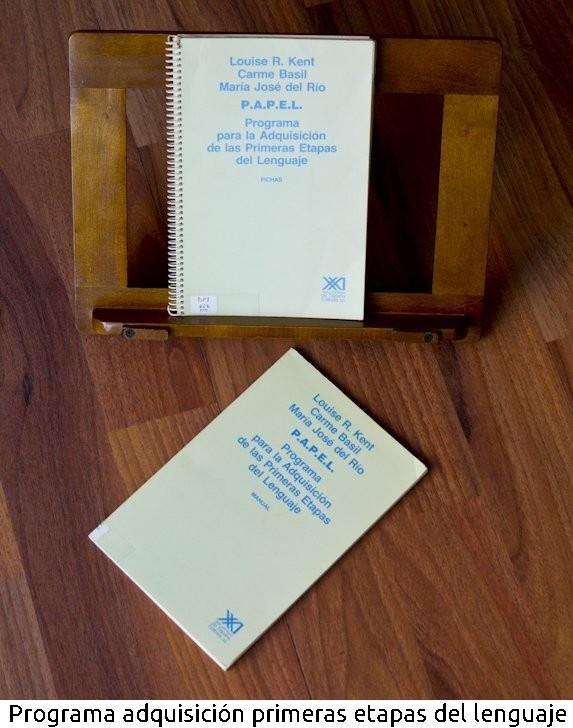 Louise R. Kent
Carme Basil
María José del Río
P.A.P.E.L.
Programa
para la Adquisición
de las Primeras Etapas
del Lenguaje
FICHAS
XXI
Louise R. Kent
Carme Basil
María José del Río
P.A.P.E.L.
Programa
para la Adquisición
de las Primeras Etapas
del Lenguaje
MANUAL
XXI
Programa adquisición primeras etapas del lenguaje